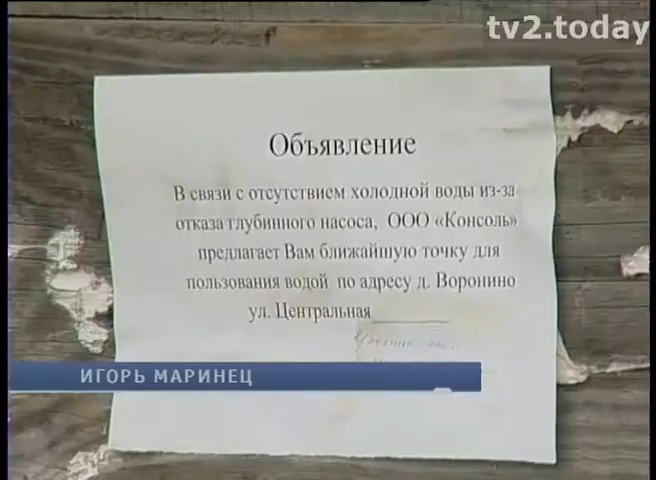 tv2.today
Объявление
В связи с отсутствием холодной воды из-за
отказа глубинного насоса, ООО «Консоль»
предлагает Вам ближайшую точку для
пользования водой по адресу д. Воронино
ул. Центральная
ИГОРЬ МАРИНЕЦ